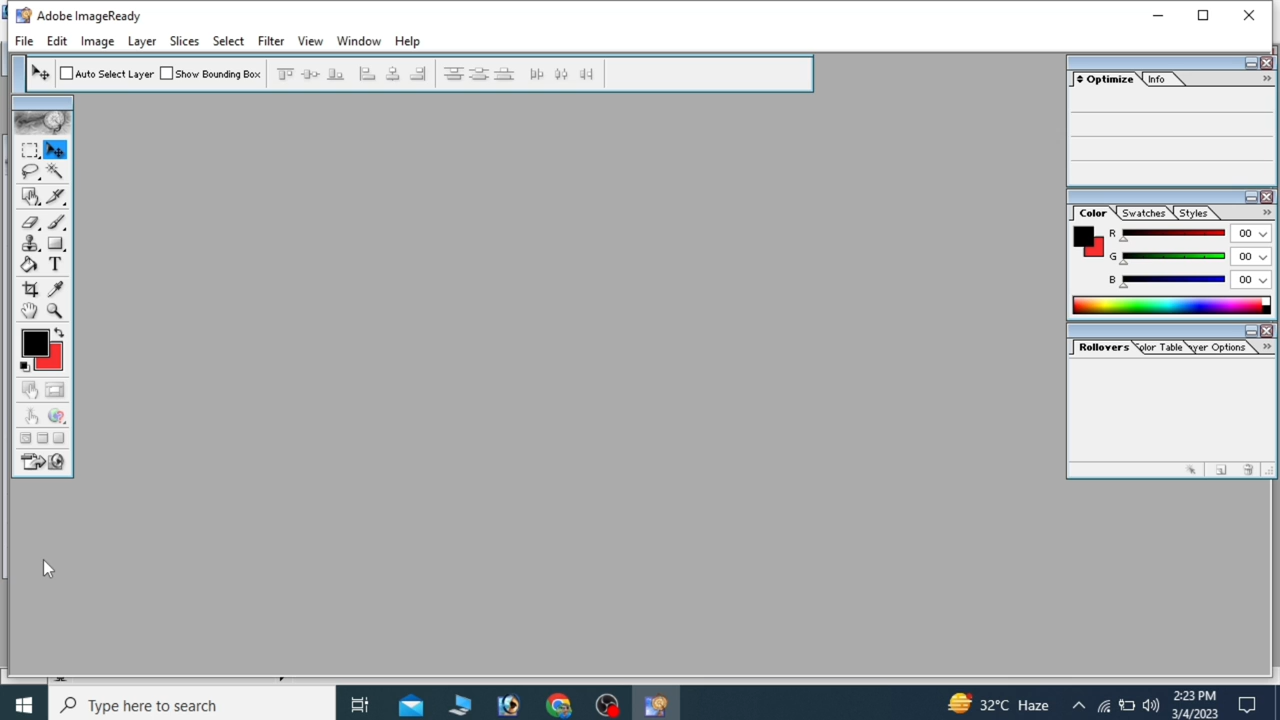 Adobe ImageReady
File Edit Image Layer Slices Select Filter View Window Help
Auto Select Layer Show Bounding Box
Optimize Info
Color Swatches Styles
R 00
G 00
B 00
Rollovers olor Table yer Options
T
Type here to search
32°C Haze
2:23 PM
3/4/2023